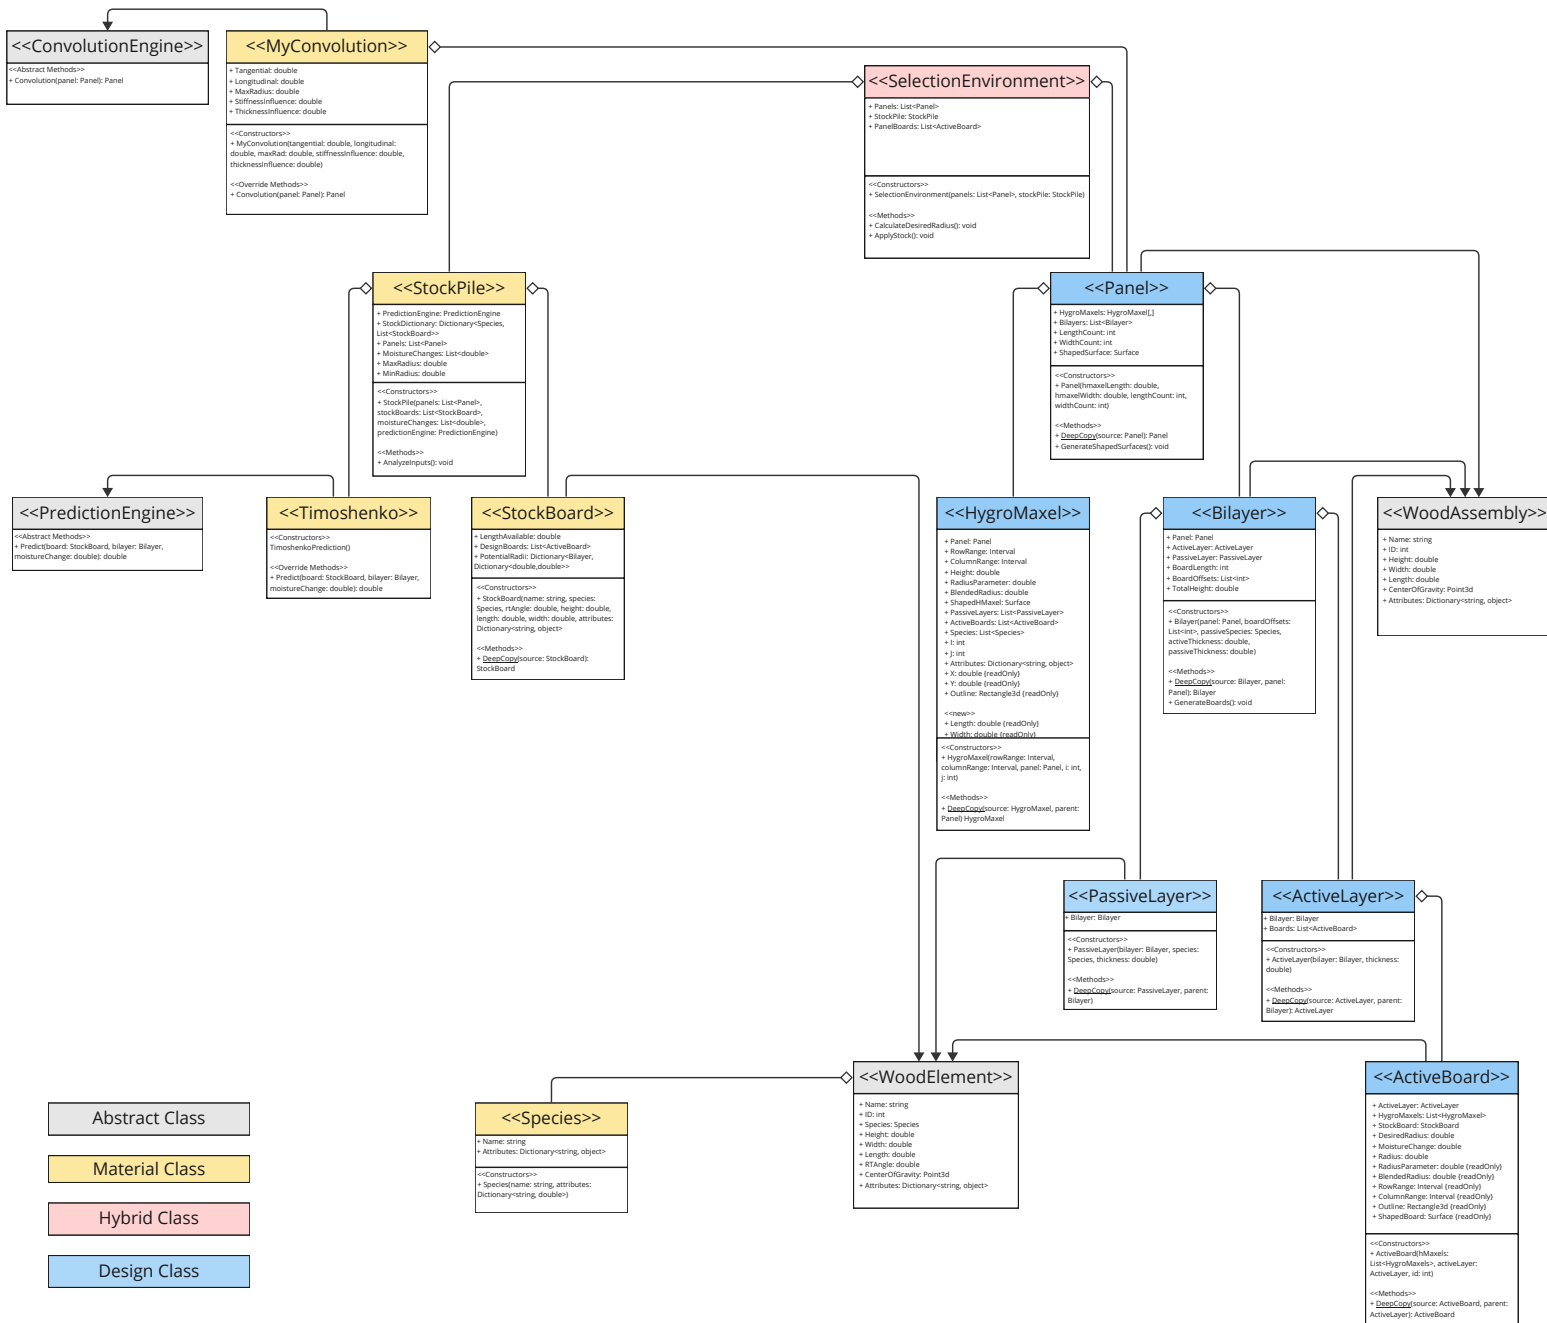 <<ConvolutionEngine>>
<<Abstract Methods>>
+ Convolution(panel: Panel): Panel
<<MyConvolution>>
+ Tangential: double
+ Longitudinal: double
+ MaxRadius: double
+ StiffnessInfluence: double
+ ThicknessInfluence: double
<<Constructors>>
+ MyConvolution(tangential: double, longitudinal:
double, maxRad: double, stiffnessInfluence: double,
thicknessInfluence: double)
<<Override Methods>>
+ Convolution(panel: Panel): Panel
<<SelectionEnvironment>>
+ Panels: List<Panel>
+ StockPile: StockPile
+ PanelBoards: List<ActiveBoard>
<<Constructors>>
+ SelectionEnvironment(panels: List<Panel>, stockPile: StockPile)
<<Methods>>
+ CalculateDesiredRadius(): void
+ ApplyStock(): void
<<StockPile>>
+ PredictionEngine: PredictionEngine
+ StockDictionary: Dictionary<Species,
List<StockBoard>>
+ Panels: List<Panel>
+ MoistureChanges: List<double>
+ MaxRadius: double
+ MinRadius: double
<<Constructors>>
+ StockPile(panels: List<Panel>,
stockBoards: List<StockBoard>,
moistureChanges: List<double>,
predictionEngine: PredictionEngine)
<<Methods>>
+ AnalyzeInputs(): void
<<Panel>>
+ HygroMaxels: HygroMaxel[,]
+ Bilayers: List<Bilayer>
+ LengthCount: int
+ WidthCount: int
+ ShapedSurface: Surface
<<Constructors>>
+ Panel(hmaxelLength: double,
hmaxelWidth: double, lengthCount: int,
widthCount: int)
<<Methods>>
+ DeepCopy(source: Panel): Panel
+ GenerateShapedSurfaces(): void
<<PredictionEngine>>
<<Abstract Methods>>
+ Predict(board: StockBoard, bilayer: Bilayer,
moistureChange: double): double
<<Timoshenko>>
<<Constructors>>
TimoshenkoPrediction()
<<Override Methods>>
+ Predict(board: StockBoard, bilayer: Bilayer,
moistureChange: double): double
<<StockBoard>>
+ LengthAvailable: double
+ DesignBoards: List<ActiveBoard>
+ PotentialRadii: Dictionary<Bilayer,
Dictionary<double,double>>
<<Constructors>>
+ StockBoard(name: string, species:
Species, rtAngle: double, height: double,
length: double, width: double, attributes:
Dictionary<string, object>
<<Methods>>
+ DeepCopy(source: StockBoard):
StockBoard
<<HygroMaxel>>
+ Panel: Panel
+ RowRange: Interval
+ ColumnRange: Interval
+ Height: double
+ RadiusParameter: double
+ BlendedRadius: double
+ ShapedHMaxel: Surface
+ PassiveLayers: List<PassiveLayer>
+ ActiveBoards: List<ActiveBoard>
+ Species: List<Species>
+ I: int
+ J: int
+ Attributes: Dictionary<string, object>
+ X: double {readOnly}
+ Y: double {readOnly}
+ Outline: Rectangle3d {readOnly}
<<new>>
+ Length: double {readOnly}
+ Width: double {readOnly}
<<Constructors>>
+ HygroMaxel(rowRange: Interval,
columnRange: Interval, panel: Panel, i: int,
j: int)
<<Methods>>
+ DeepCopy(source: HygroMaxel, parent:
Panel) HygroMaxel
<<Bilayer>>
+ Panel: Panel
+ ActiveLayer: ActiveLayer
+ PassiveLayer: PassiveLayer
+ BoardLength: int
+ BoardOffsets: List<int>
+ TotalHeight: double
<<Constructors>>
+ Bilayer(panel: Panel, boardOffsets:
List<int>, passiveSpecies: Species,
activeThickness: double,
passiveThickness: double)
<<Methods>>
+ DeepCopy(source: Bilayer, panel:
Panel): Bilayer
+ GenerateBoards(): void
<<WoodAssembly>>
+ Name: string
+ ID: int
+ Height: double
+ Width: double
+ Length: double
+ CenterOfGravity: Point3d
+ Attributes: Dictionary<string, object>
<<PassiveLayer>>
+ Bilayer: Bilayer
<<Constructors>>
+ PassiveLayer(bilayer: Bilayer, species:
Species, thickness: double)
<<Methods>>
+ DeepCopy(source: PassiveLayer, parent:
Bilayer)
<<ActiveLayer>>
+ Bilayer: Bilayer
+ Boards: List<ActiveBoard>
<<Constructors>>
+ ActiveLayer(bilayer: Bilayer, thickness:
double)
<<Methods>>
+ DeepCopy(source: ActiveLayer, parent:
Bilayer): ActiveLayer
<<WoodElement>>
+ Name: string
+ ID: int
+ Species: Species
+ Height: double
+ Width: double
+ Length: double
+ RTAngle: double
+ CenterOfGravity: Point3d
+ Attributes: Dictionary<string, object>
<<Species>>
+ Name: string
+ Attributes: Dictionary<string, object>
<<Constructors>>
+ Species(name: string, attributes:
Dictionary<string, double>)
<<ActiveBoard>>
+ ActiveLayer: ActiveLayer
+ HygroMaxels: List<HygroMaxel>
+ StockBoard: StockBoard
+ DesiredRadius: double
+ MoistureChange: double
+ Radius: double
+ RadiusParameter: double {readOnly}
+ BlendedRadius: double {readOnly}
+ RowRange: Interval {readOnly}
+ ColumnRange: Interval {readOnly}
+ Outline: Rectangle3d {readOnly}
+ ShapedBoard: Surface {readOnly}
<<Constructors>>
+ ActiveBoard(hMaxels:
List<HygroMaxels>, activeLayer:
ActiveLayer, id: int)
<<Methods>>
+ DeepCopy(source: ActiveBoard, parent:
ActiveLayer): ActiveBoard
Abstract Class
Material Class
Hybrid Class
Design Class